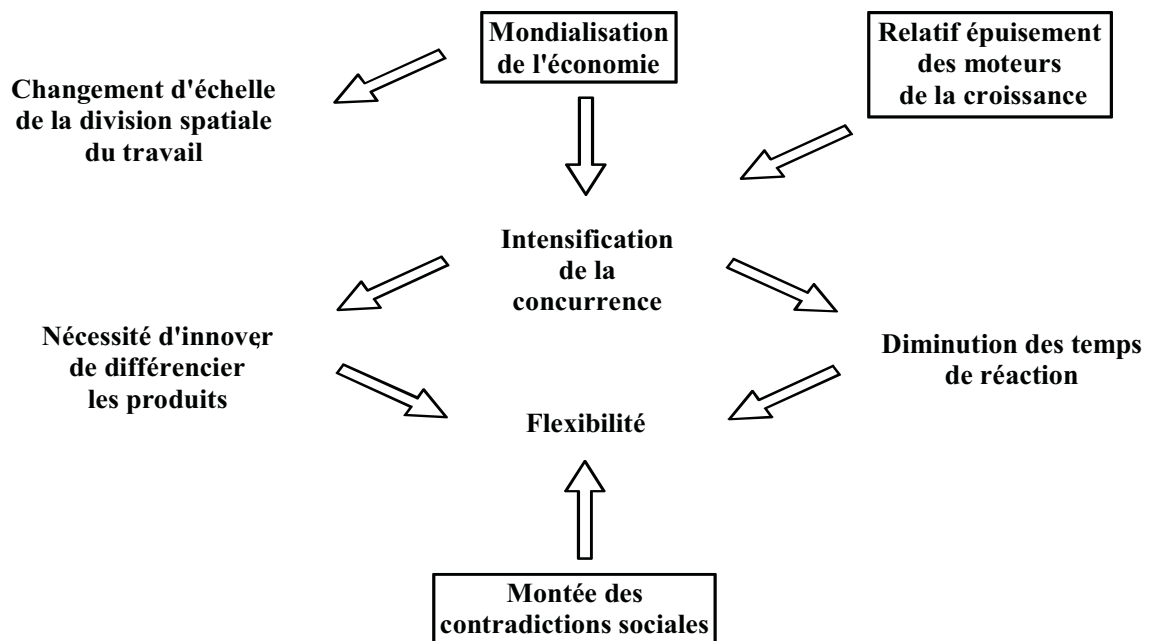 Mondialisation
de l'économie
Relatif épuisement
des moteurs
de la croissance
Changement d'échelle
de la division spatiale
du travail
Intensification
de la
concurrence
Nécessité d'innover,
de différencier
les produits
Diminution des temps
de réaction
Flexibilité
Montée des
contradictions sociales